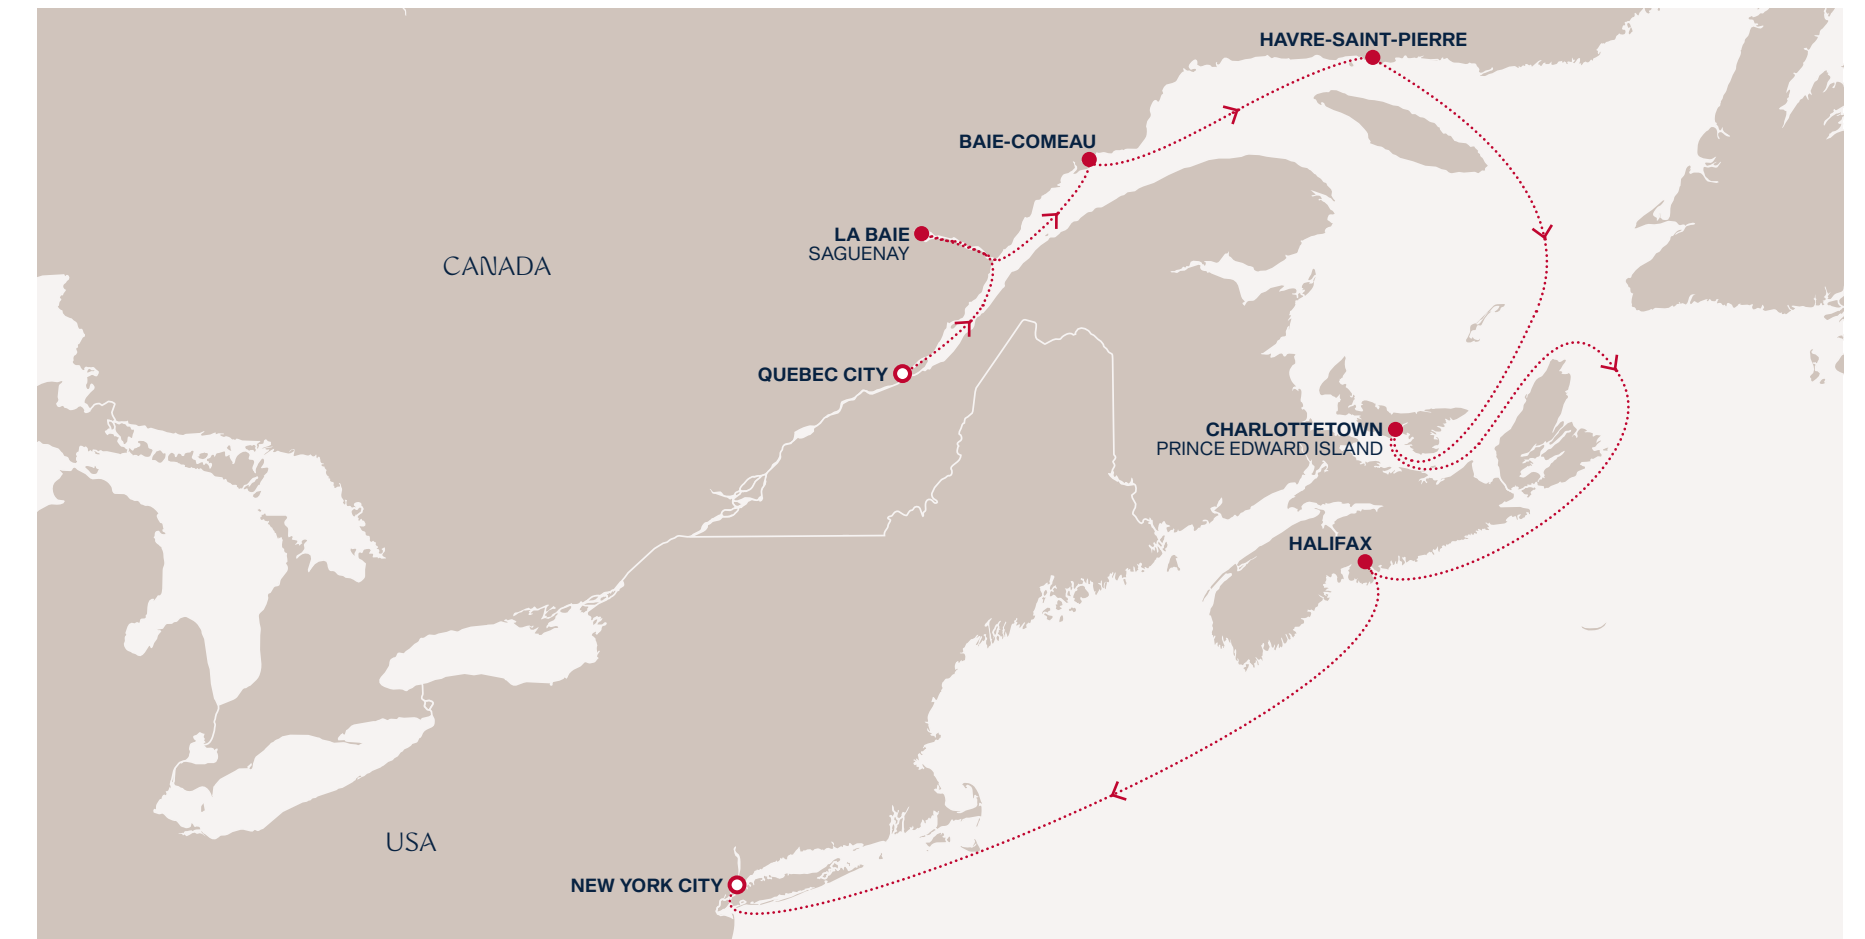 HAVRE-SAINT-PIERRE
BAIE-COMEAU
LA BAIE
SAGUENAY
CANADA
QUEBEC CITY
CHARLOTTETOWN
PRINCE EDWARD ISLAND
HALIFAX
USA
NEW YORK CITY